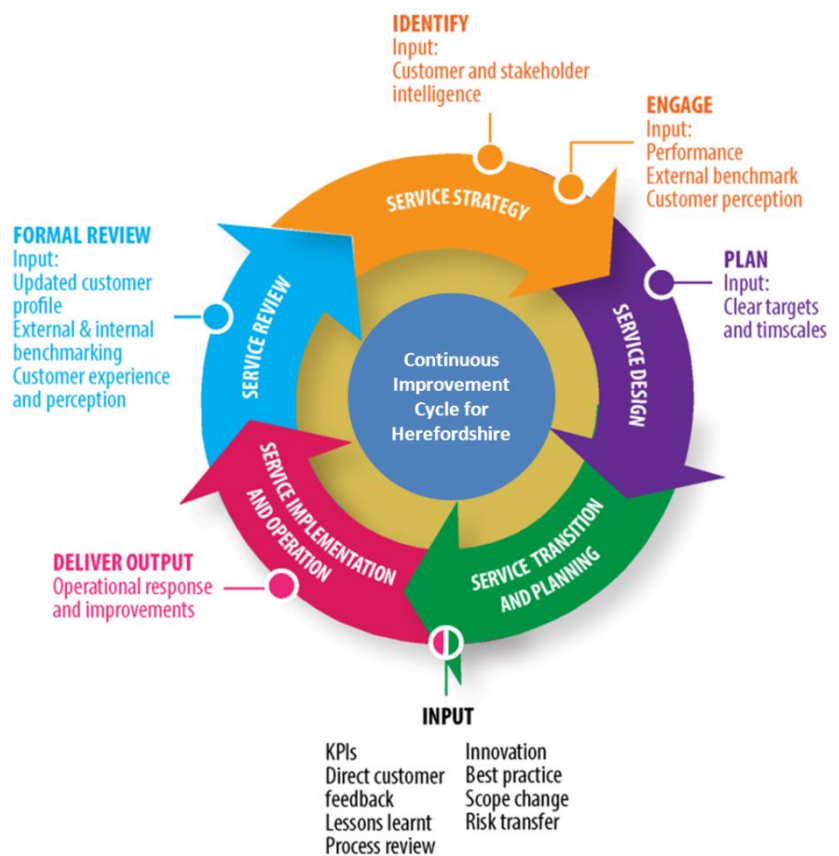 IDENTIFY
Input:
Customer and stakeholder
intelligence
ENGAGE
Input:
Performance
External benchmark
Customer perception
SERVICE STRATEGY
FORMAL REVIEW
Input:
Updated customer
profile
External & internal
benchmarking
Customer experience
and perception
SERVICE REVIEW
PLAN
Input:
Clear targets
and timscales
SERVICE DESIGN
Continuous
Improvement
Cycle for
Herefordshire
SERVICE IMPLEMENTATION
AND OPERATION
SERVICE TRANSITION
AND PLANNING
DELIVER OUTPUT
Operational response
and improvements
INPUT
KPIs
Direct customer
feedback
Lessons learnt
Process review
Innovation
Best practice
Scope change
Risk transfer